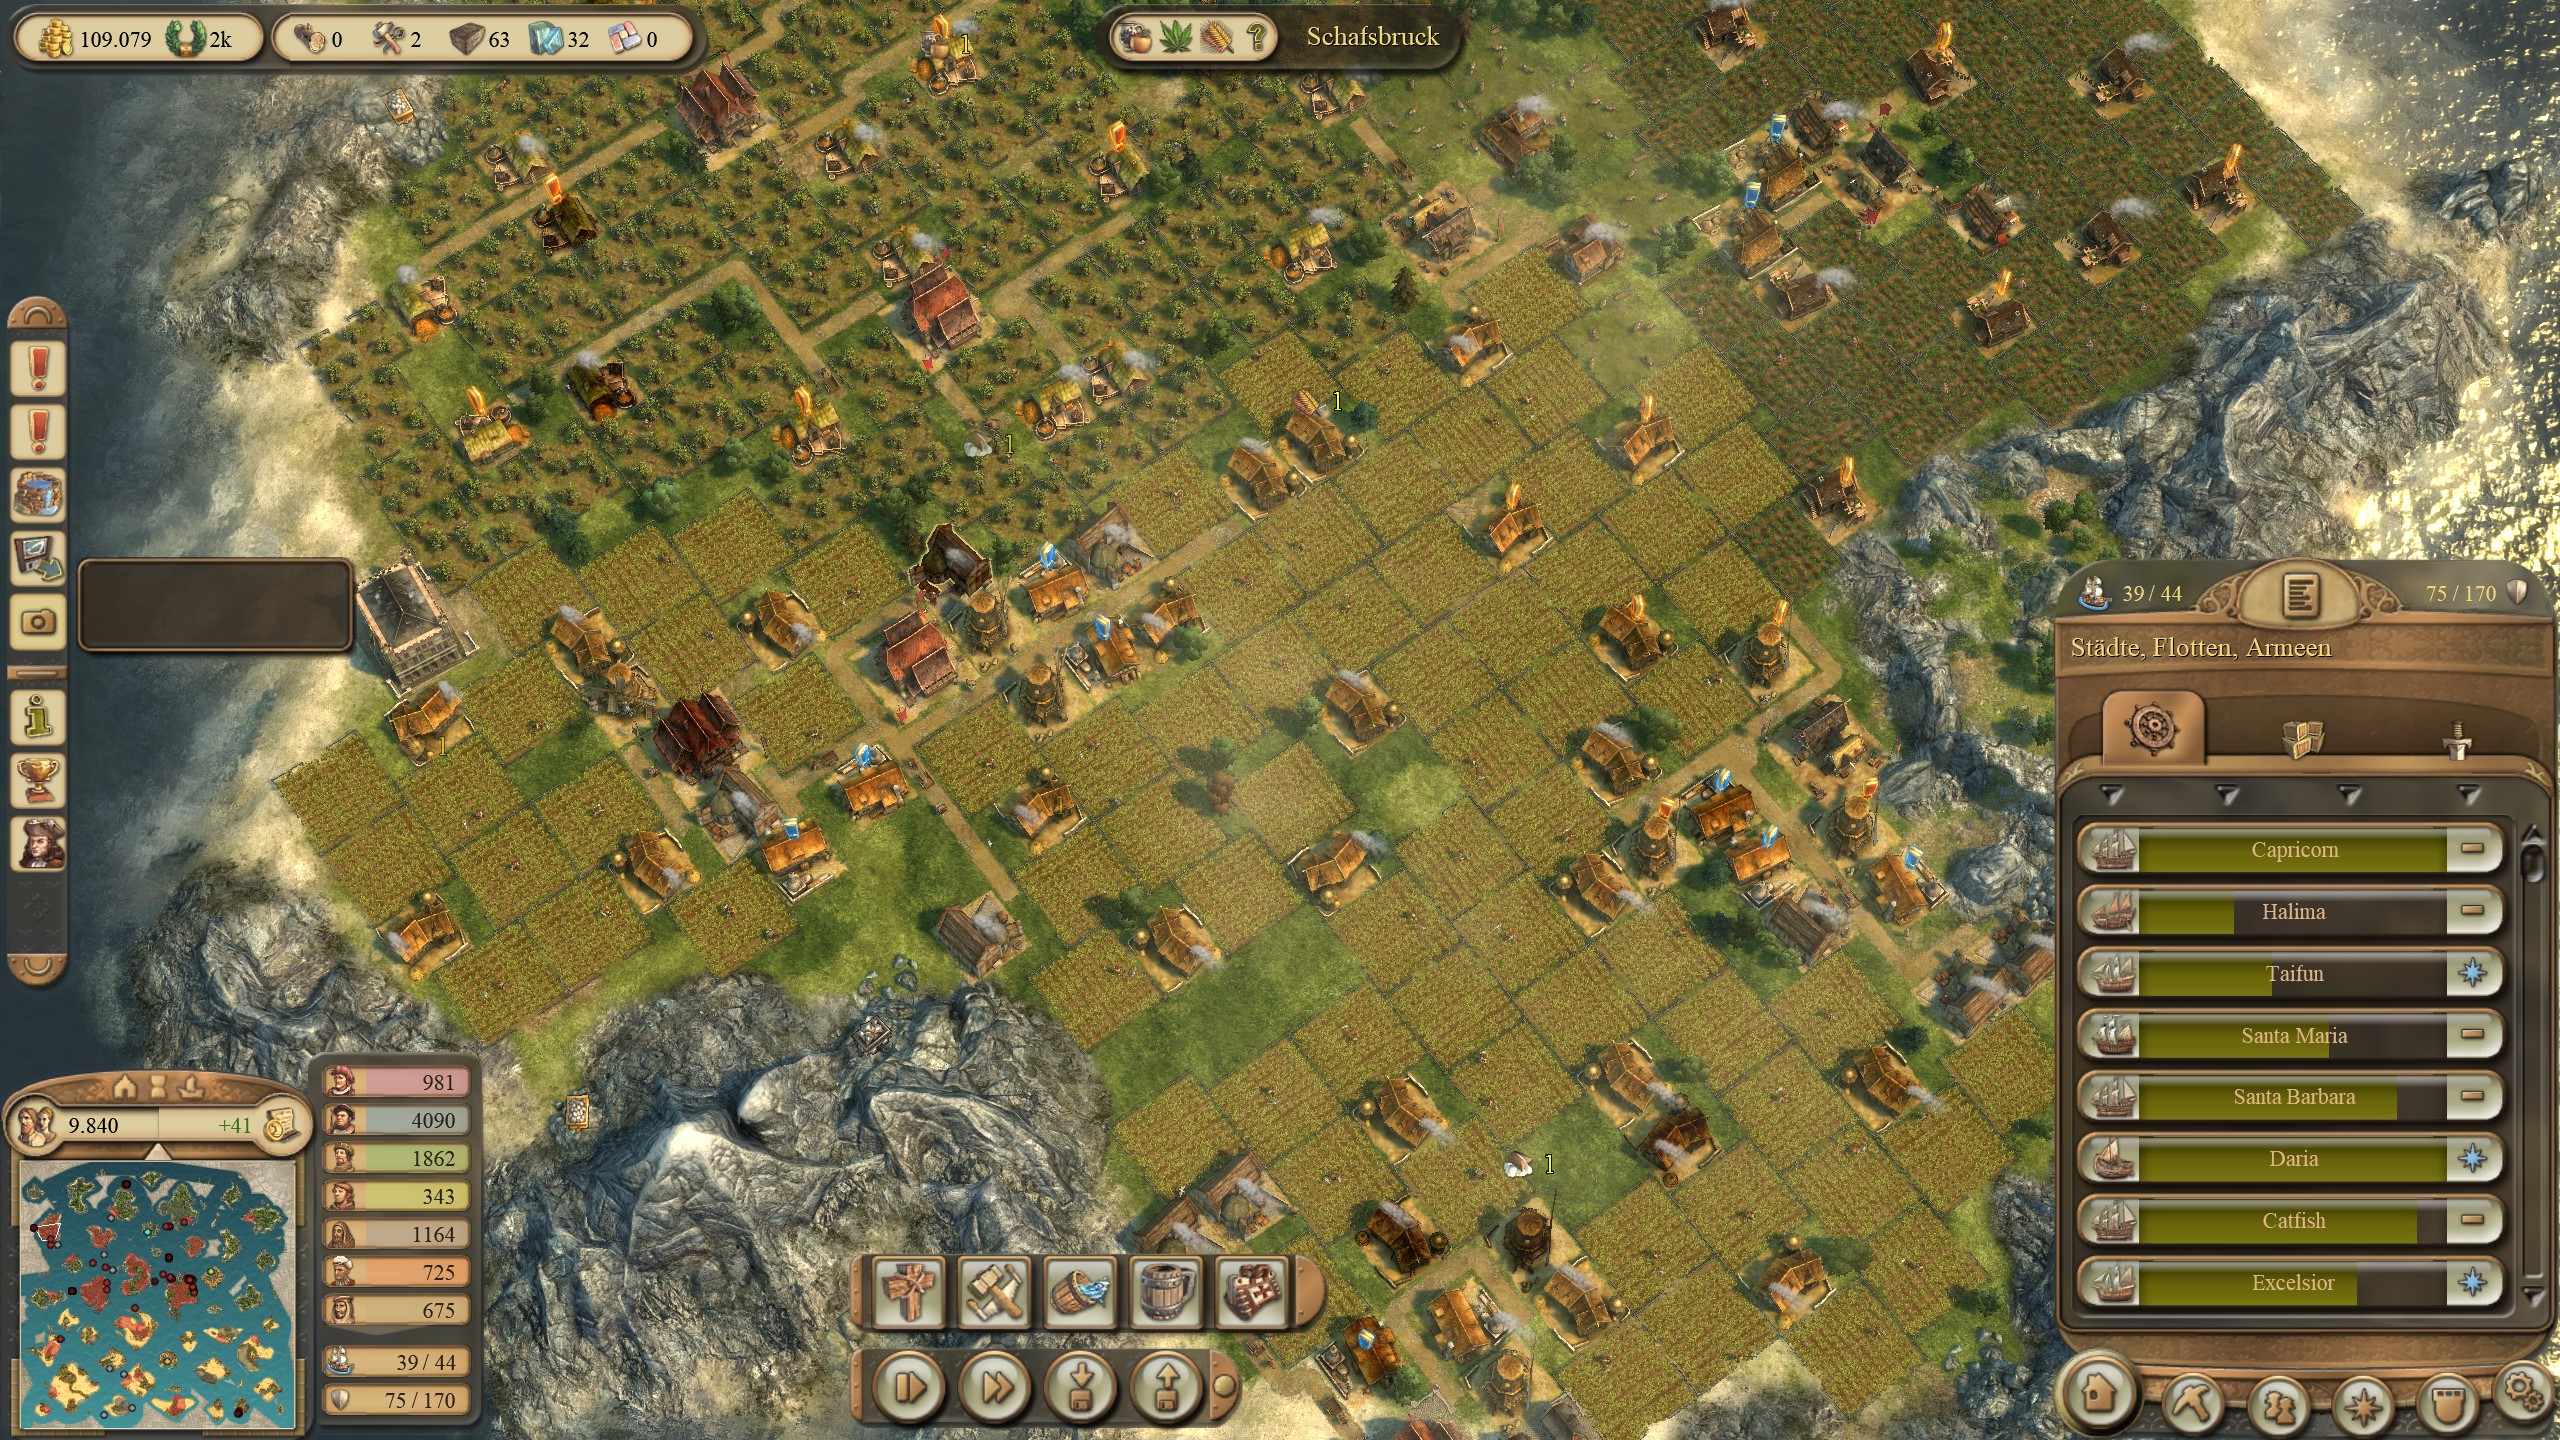 109.079 2k 0 2 63 32 0
Schafsbruck
1
1
1
1
1
1
39 / 44
75 / 170
Städte, Flotten, Armeen
Capricorn
Halima
Taifun
Santa Maria
Santa Barbara
Daria
Catfish
Excelsior
9.840 +41
981
4090
1862
343
1164
725
675
39 / 44
75 / 170